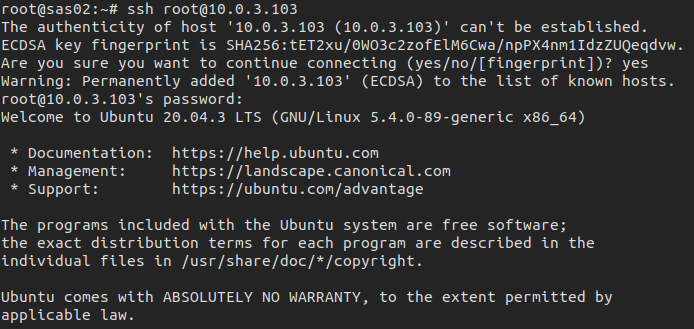 root@sas02:~# ssh root@10.0.3.103
The authenticity of host '10.0.3.103 (10.0.3.103)' can't be established.
ECDSA key fingerprint is SHA256:tET2xu/0WO3c2zofElM6Cwa/npPX4nm1IdzZUQeqdvw.
Are you sure you want to continue connecting (yes/no/[fingerprint])? yes
Warning: Permanently added '10.0.3.103' (ECDSA) to the list of known hosts.
root@10.0.3.103's password:
Welcome to Ubuntu 20.04.3 LTS (GNU/Linux 5.4.0-89-generic x86_64)

 * Documentation:  https://help.ubuntu.com
 * Management:     https://landscape.canonical.com
 * Support:        https://ubuntu.com/advantage

The programs included with the Ubuntu system are free software;
the exact distribution terms for each program are described in the
individual files in /usr/share/doc/*/copyright.

Ubuntu comes with ABSOLUTELY NO WARRANTY, to the extent permitted by
applicable law.